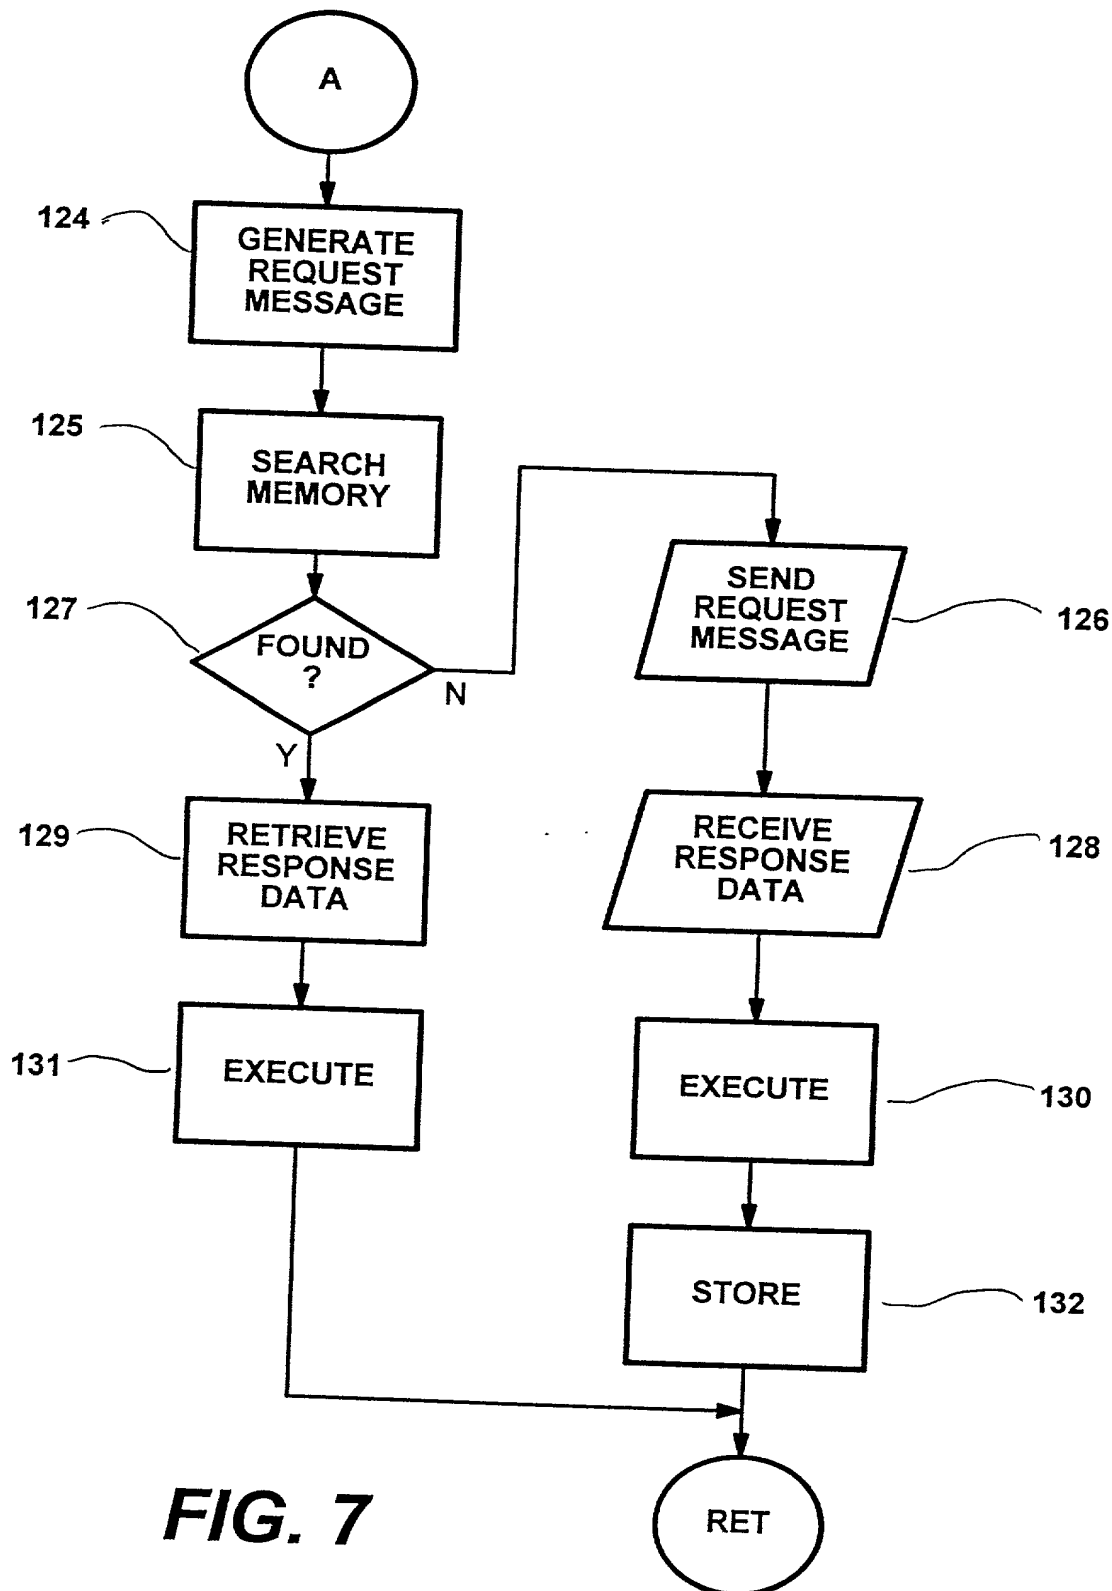 A
124
GENERATE
REQUEST
MESSAGE
125
SEARCH
MEMORY
127
FOUND
?
N
Y
SEND
REQUEST
MESSAGE
126
129
RETRIEVE
RESPONSE
DATA
RECEIVE
RESPONSE
DATA
128
131
EXECUTE
EXECUTE
130
STORE
132
RET
FIG. 7